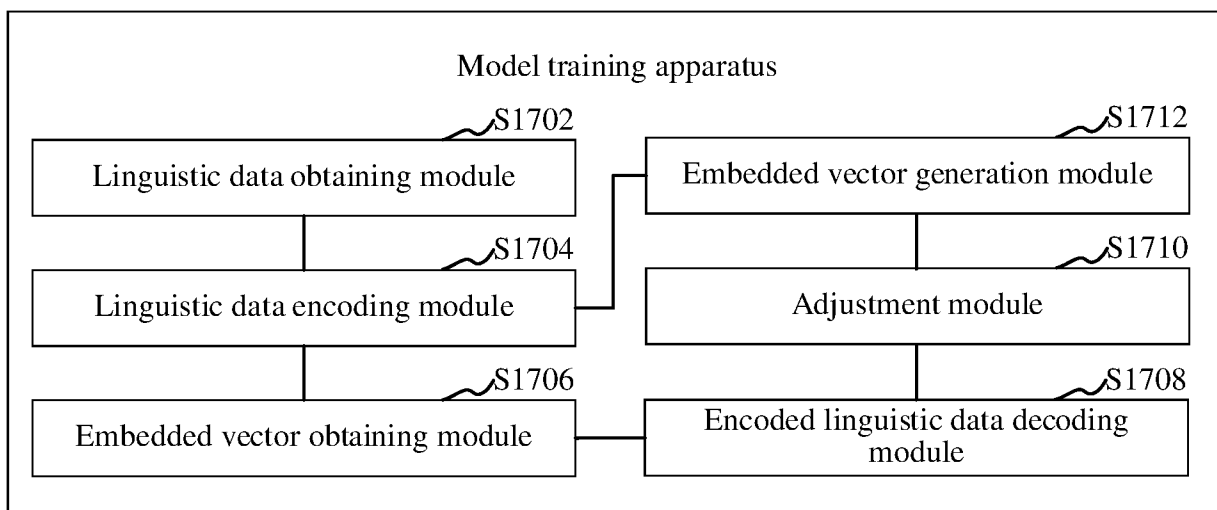 Model training apparatus
S1702
Linguistic data obtaining module
S1704
Linguistic data encoding module
S1706
Embedded vector obtaining module
S1712
Embedded vector generation module
S1710
Adjustment module
S1708
Encoded linguistic data decoding
module